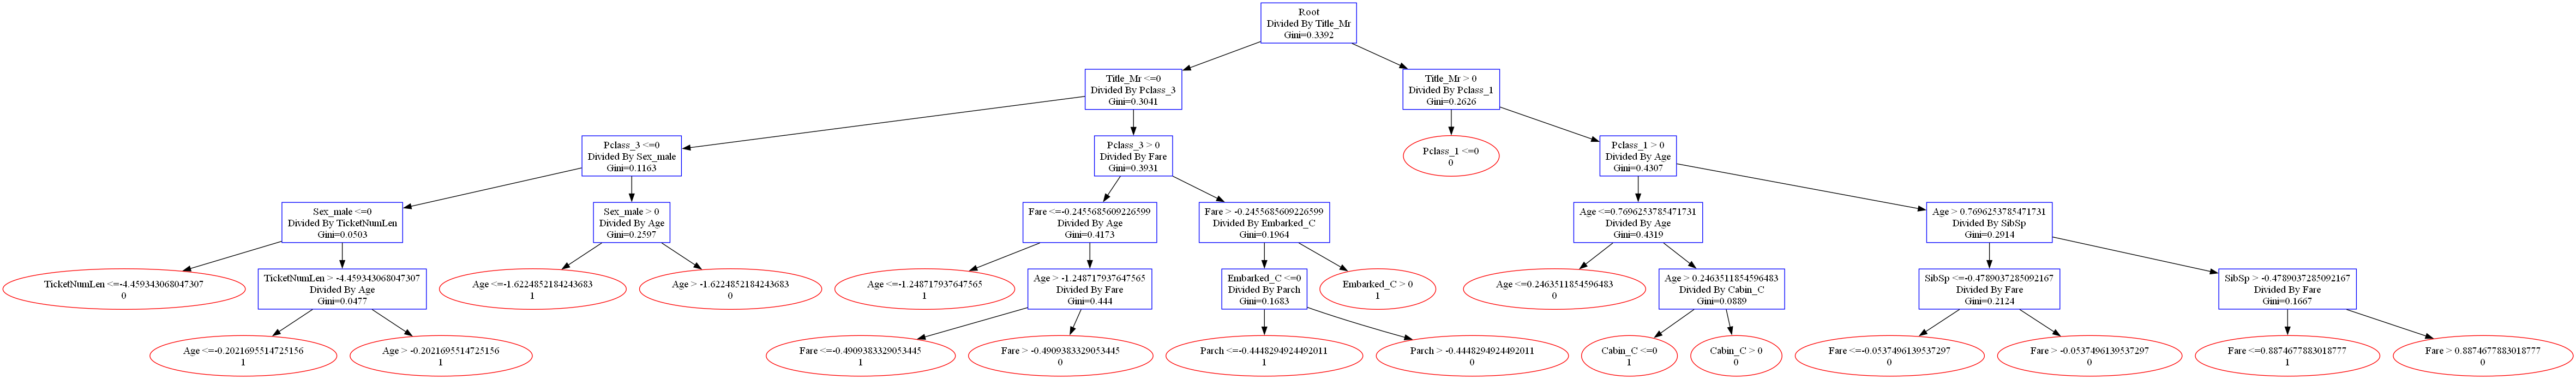 Root
Divided By Title_Mr
Gini=0.3392
Title_Mr <=0
Divided By Pclass_3
Gini=0.3041
Title_Mr > 0
Divided By Pclass_1
Gini=0.2626
Pclass_3 <=0
Divided By Sex_male
Gini=0.1163
Pclass_3 > 0
Divided By Fare
Gini=0.3931
Pclass_1 <=0
0
Pclass_1 > 0
Divided By Age
Gini=0.4307
Sex_male <=0
Divided By TicketNumLen
Gini=0.0503
Sex_male > 0
Divided By Age
Gini=0.2597
Fare <=-0.2455685609226599
Divided By Age
Gini=0.4173
Fare > -0.2455685609226599
Divided By Embarked_C
Gini=0.1964
Age <=0.7696253785471731
Divided By Age
Gini=0.4319
Age > 0.7696253785471731
Divided By SibSp
Gini=0.2914
TicketNumLen <=-4.459343068047307
0
TicketNumLen > -4.459343068047307
Divided By Age
Gini=0.0477
Age <=-1.6224852184243683
1
Age > -1.6224852184243683
0
Age <=-1.248717937647565
1
Age > -1.248717937647565
Divided By Fare
Gini=0.444
Embarked_C <=0
Divided By Parch
Gini=0.1683
Embarked_C > 0
1
Age <=0.2463511854596483
0
Age > 0.2463511854596483
Divided By Cabin_C
Gini=0.0889
SibSp <=-0.4789037285092167
Divided By Fare
Gini=0.2124
SibSp > -0.4789037285092167
Divided By Fare
Gini=0.1667
Age <=-0.2021695514725156
1
Age > -0.2021695514725156
1
Fare <=-0.4909383329053445
1
Fare > -0.4909383329053445
0
Parch <=-0.4448294924492011
1
Parch > -0.4448294924492011
0
Cabin_C <=0
1
Cabin_C > 0
0
Fare <=-0.0537496139537297
0
Fare > -0.0537496139537297
0
Fare <=0.8874677883018777
1
Fare > 0.8874677883018777
0